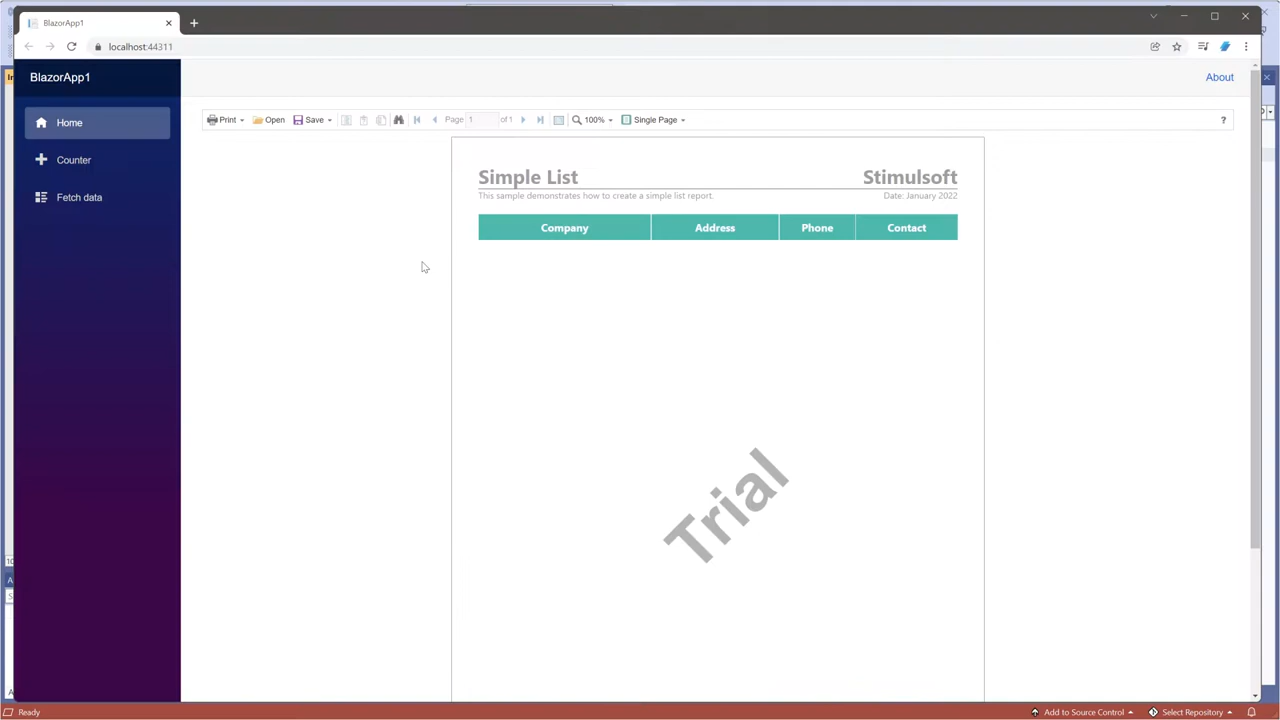 BlazorApp1
localhost:44311
BlazorApp1
About
Home
Counter
Fetch data
Print Open Save Page 1 of 1 100% Single Page ?
Simple List Stimulsoft
This sample demonstrates how to create a simple list report. Date: January 2022
Company Address Phone Contact
Trial
Ready Add to Source Control Select Repository